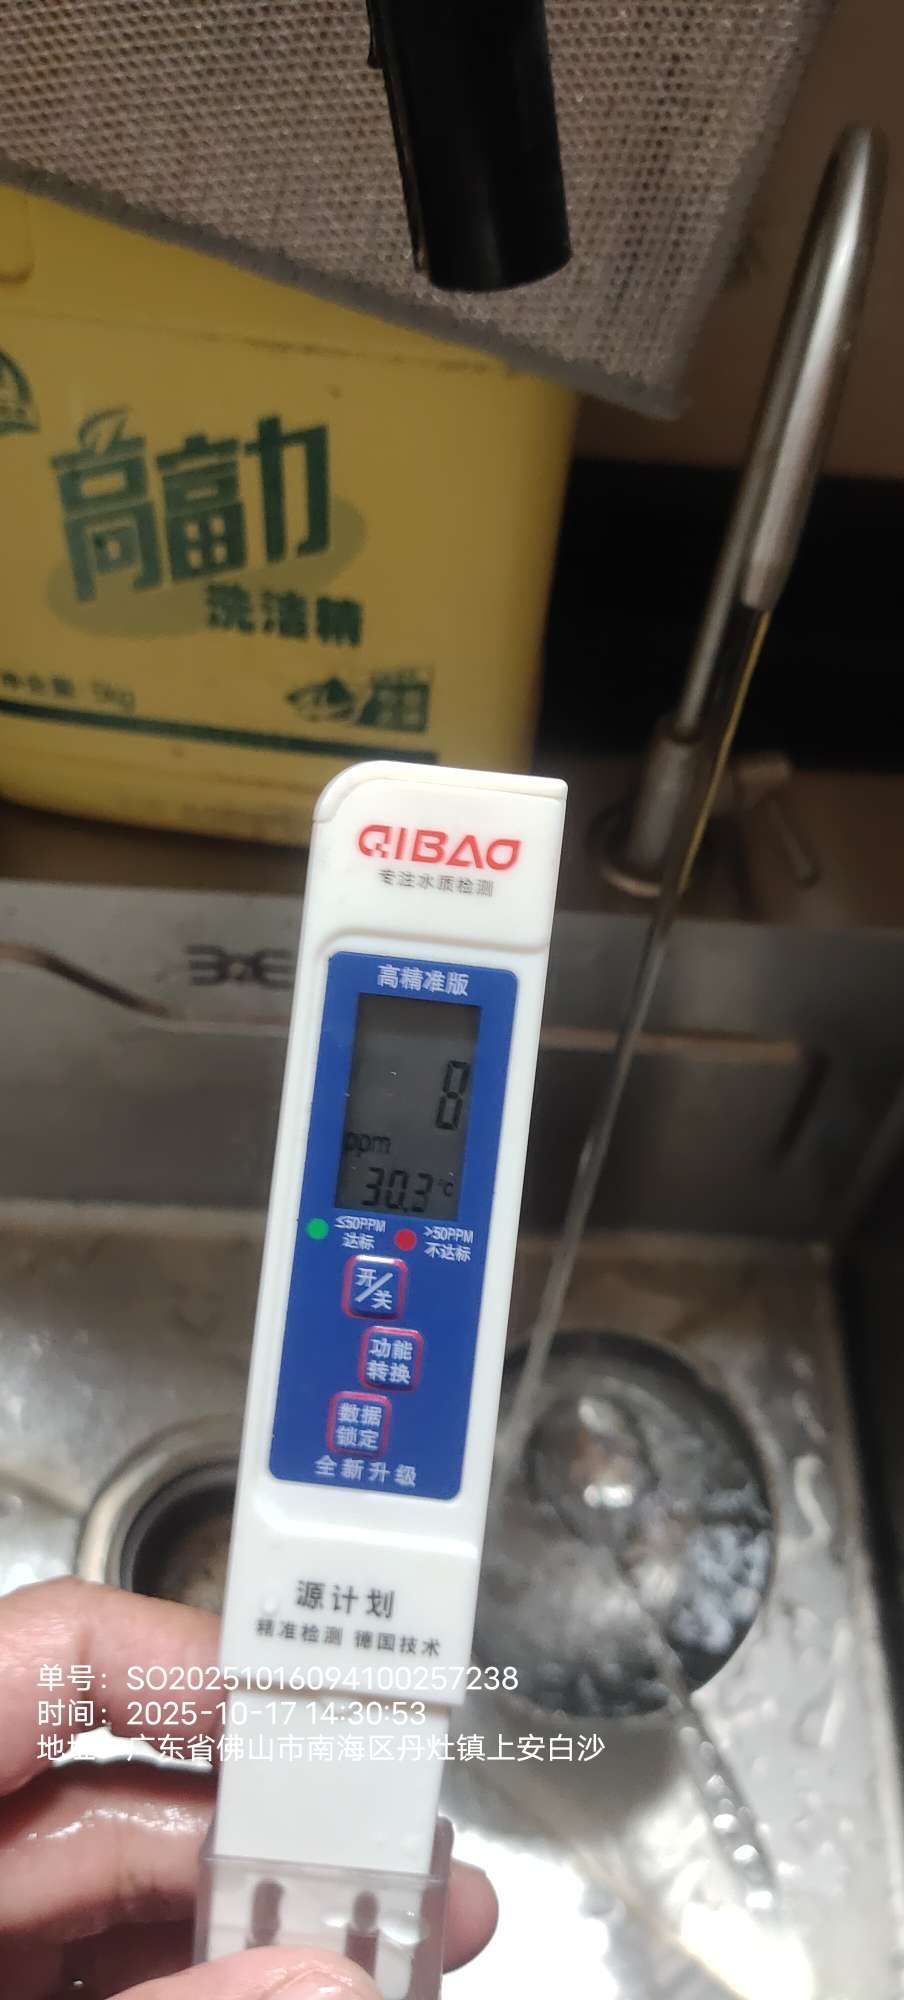 高富力
洗洁精
5kg
QIBAO
专注水质检测
高精准版
8
ppm
30.3℃
≤50PPM
达标
>50PPM
不达标
开/关
功能
转换
数据
锁定
全新升级
源计划
精准检测 德国技术
单号：SO20251016094100257238
时间：2025-10-17 14:30:53
地址：广东省佛山市南海区丹灶镇上安白沙